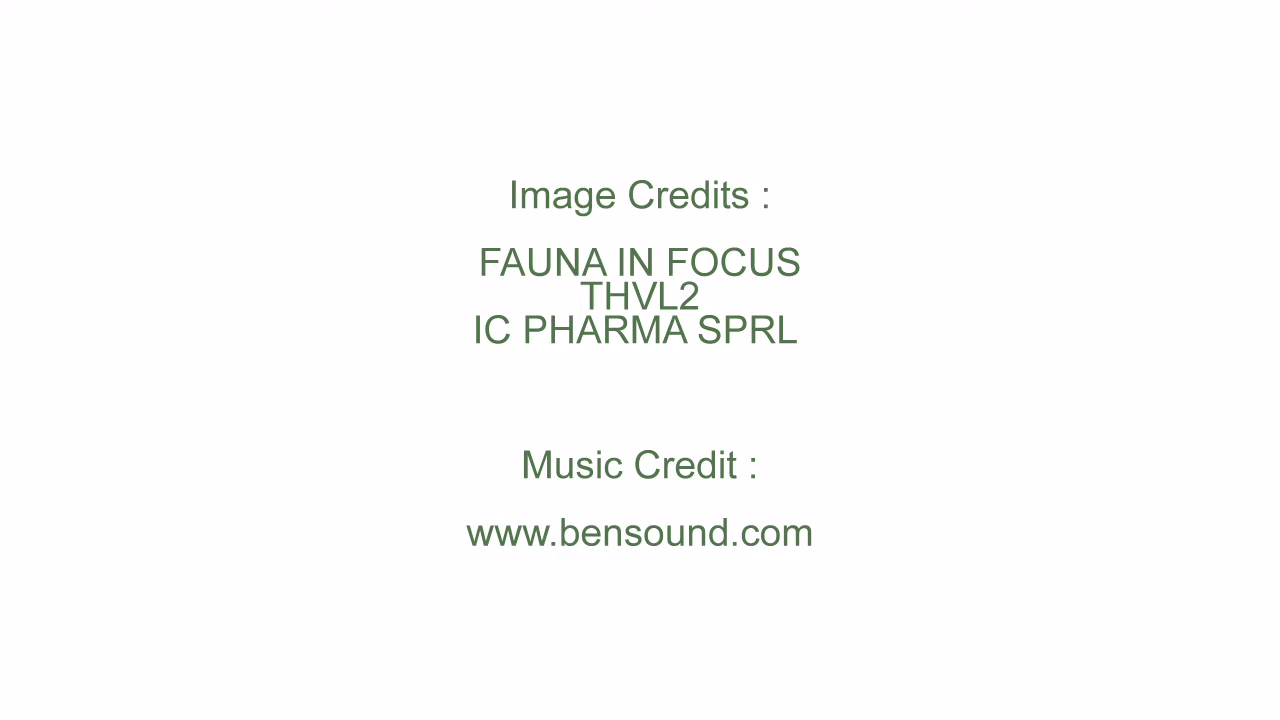 Image Credits :
FAUNA IN FOCUS
THVL2
IC PHARMA SPRL
Music Credit :
www.bensound.com